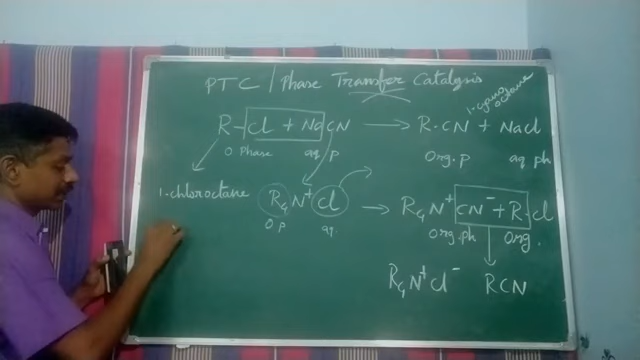 PTC / Phase Transfer Catalysis
1-cyano octane
R-Cl + NaCN → R-CN + NaCl
O Phase aq p Org. p aq ph
1-chloroctane R₄N⁺ Cl → R₄N⁺ CN⁻ + R-Cl
O.p aq. Org.ph Org.
R₄N⁺Cl⁻ RCN